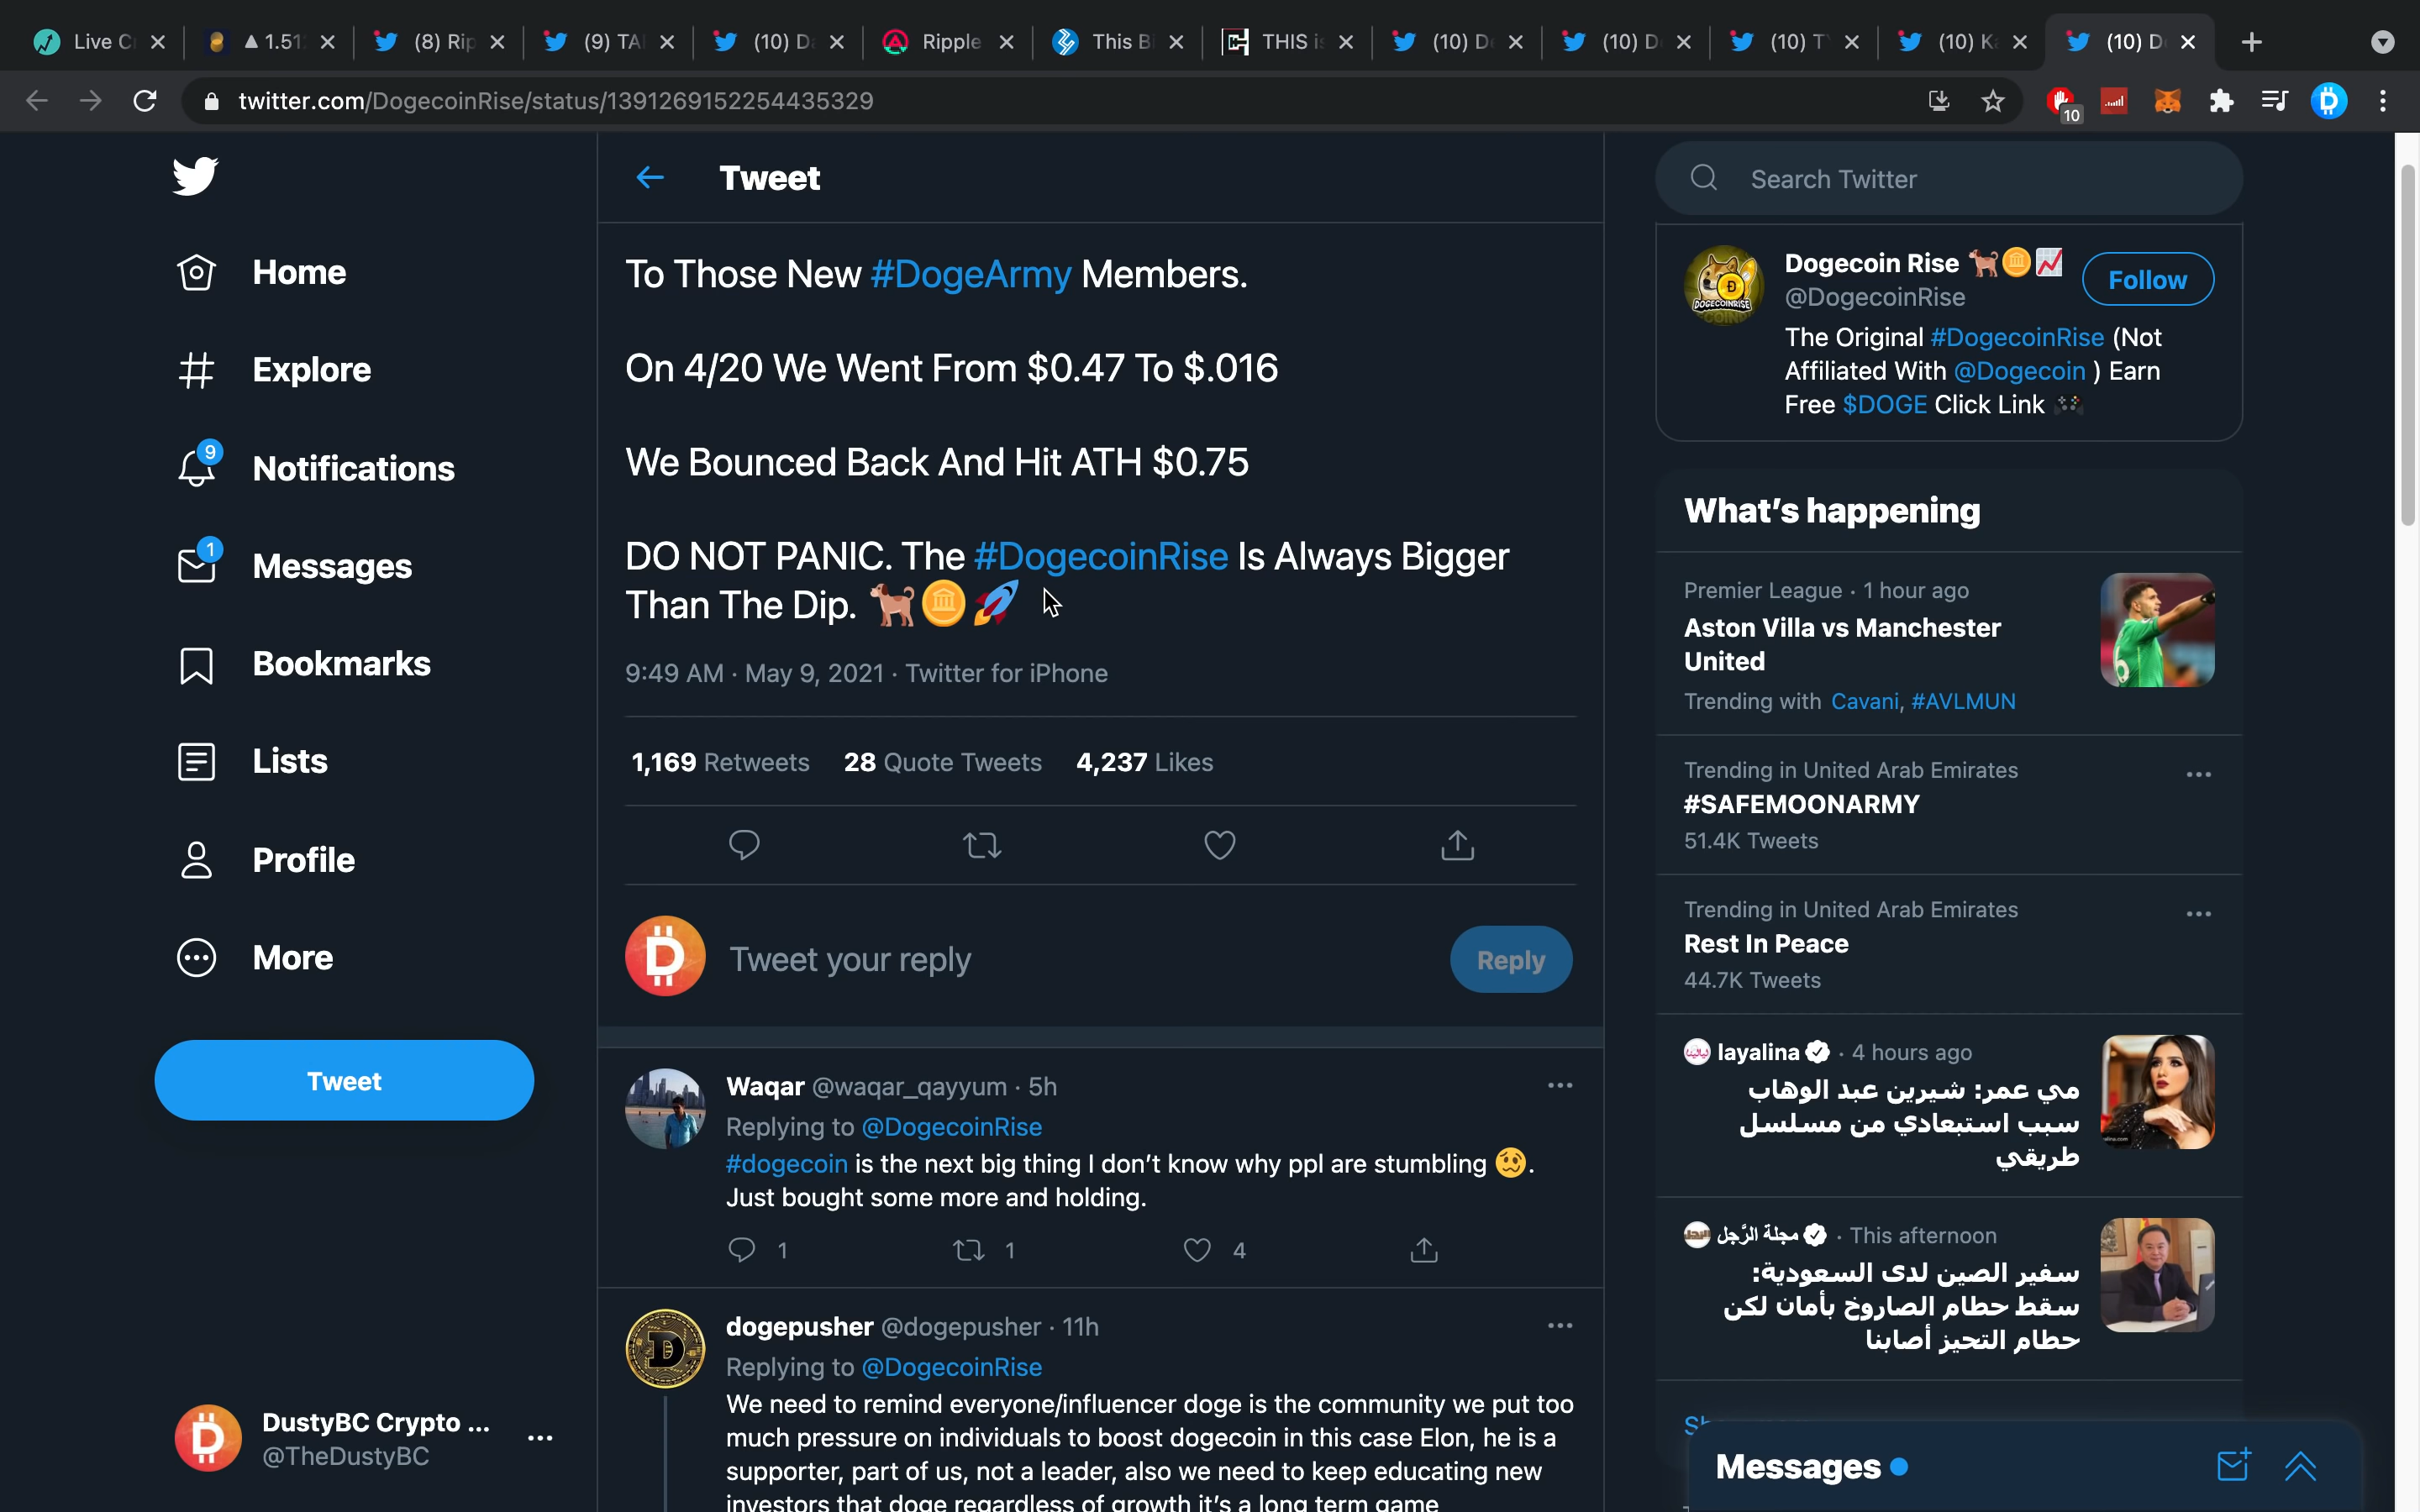 Live C
▲ 1.51
(8) Rip
(9) TA
(10) D
Ripple
This B
THIS is
(10) D
(10) D
(10) T
(10) K
(10) D
twitter.com/DogecoinRise/status/1391269152254435329
10
Home
Explore
9
Notifications
1
Messages
Bookmarks
Lists
Profile
More
Tweet
DustyBC Crypto ...
@TheDustyBC
Tweet
To Those New #DogeArmy Members.
On 4/20 We Went From $0.47 To $.016
We Bounced Back And Hit ATH $0.75
DO NOT PANIC. The #DogecoinRise Is Always Bigger
Than The Dip. 🐕🪙🚀
9:49 AM · May 9, 2021 · Twitter for iPhone
1,169 Retweets 28 Quote Tweets 4,237 Likes
Tweet your reply
Reply
Waqar @waqar_qayyum · 5h
Replying to @DogecoinRise
#dogecoin is the next big thing I don't know why ppl are stumbling 🥴.
Just bought some more and holding.
1 1 4
dogepusher @dogepusher · 11h
Replying to @DogecoinRise
We need to remind everyone/influencer doge is the community we put too
much pressure on individuals to boost dogecoin in this case Elon, he is a
supporter, part of us, not a leader, also we need to keep educating new
investors that doge regardless of growth it's a long term game
Search Twitter
Dogecoin Rise 🐕🪙📈
@DogecoinRise
Follow
The Original #DogecoinRise (Not
Affiliated With @Dogecoin ) Earn
Free $DOGE Click Link 🎮
DOGECOINRISE
What's happening
Premier League · 1 hour ago
Aston Villa vs Manchester
United
Trending with Cavani, #AVLMUN
Trending in United Arab Emirates
#SAFEMOONARMY
51.4K Tweets
Trending in United Arab Emirates
Rest In Peace
44.7K Tweets
layalina · 4 hours ago
مي عمر: شيرين عبد الوهاب
سبب استبعادي من مسلسل
طريقي
مجلة الرَّجل · This afternoon
سفير الصين لدى السعودية:
سقط حطام الصاروخ بأمان لكن
حطام التحيز أصابنا
Messages